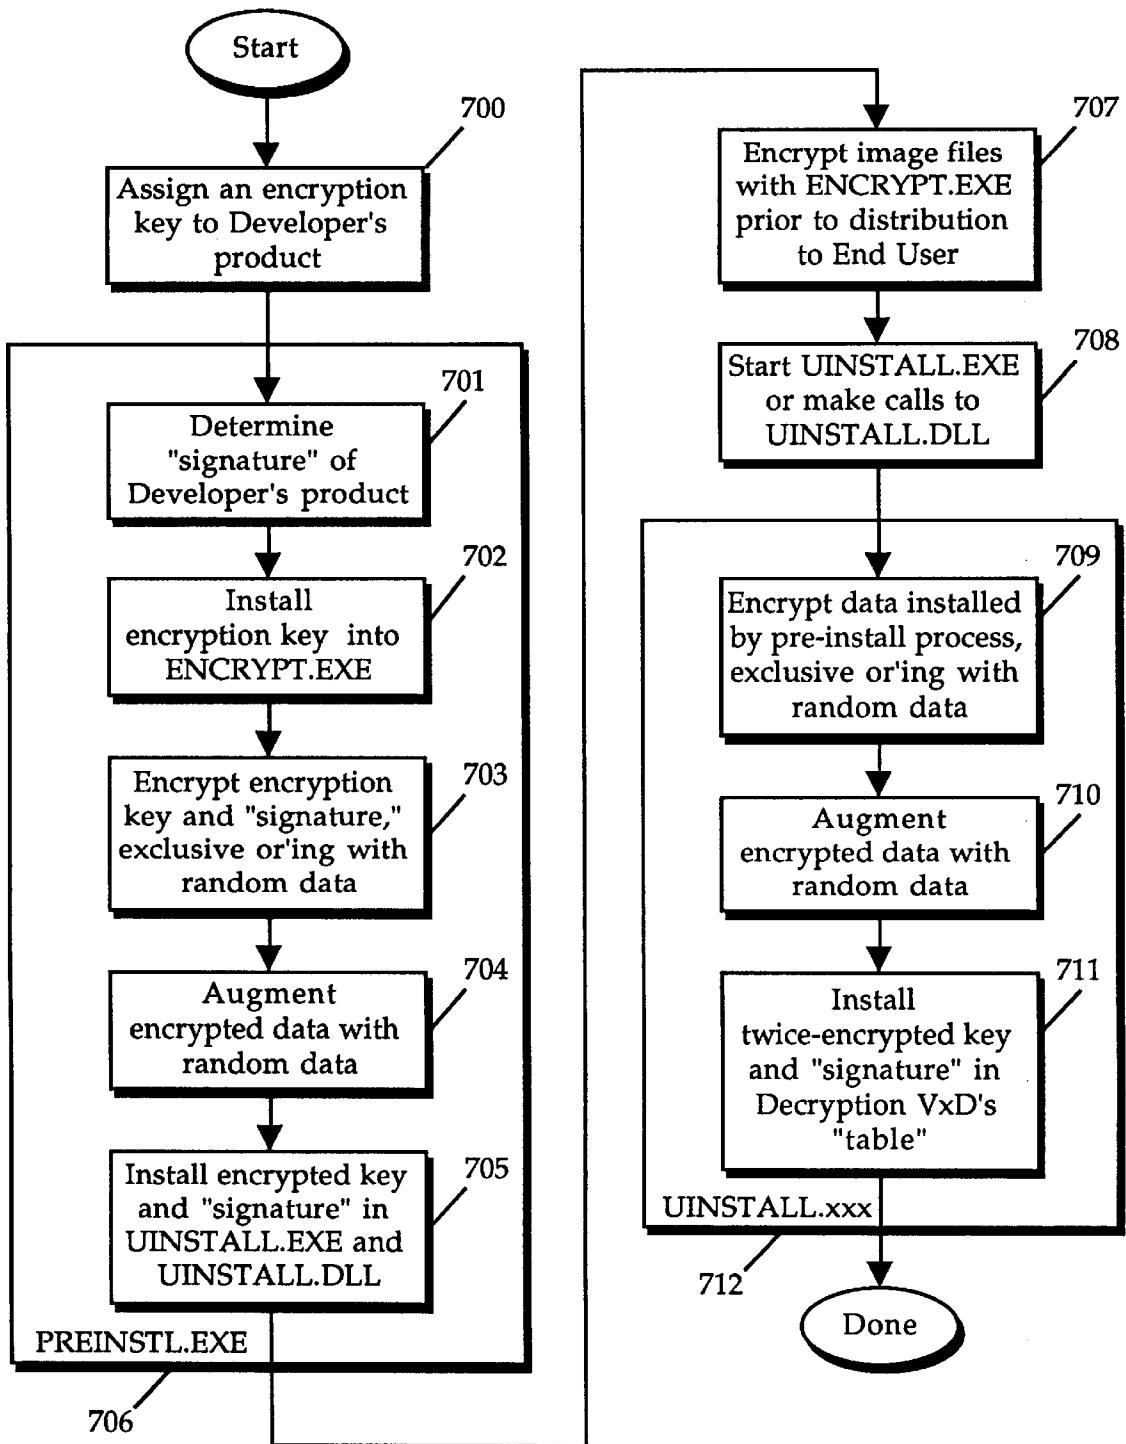 Start
700
Assign an encryption
key to Developer's
product
701
Determine
"signature" of
Developer's product
702
Install
encryption key into
ENCRYPT.EXE
703
Encrypt encryption
key and "signature,"
exclusive or'ing with
random data
704
Augment
encrypted data with
random data
705
Install encrypted key
and "signature" in
UINSTALL.EXE and
UINSTALL.DLL
PREINSTL.EXE
706
707
Encrypt image files
with ENCRYPT.EXE
prior to distribution
to End User
708
Start UINSTALL.EXE
or make calls to
UINSTALL.DLL
709
Encrypt data installed
by pre-install process,
exclusive or'ing with
random data
710
Augment
encrypted data with
random data
711
Install
twice-encrypted key
and "signature" in
Decryption VxD's
"table"
UINSTALL.xxx
712
Done